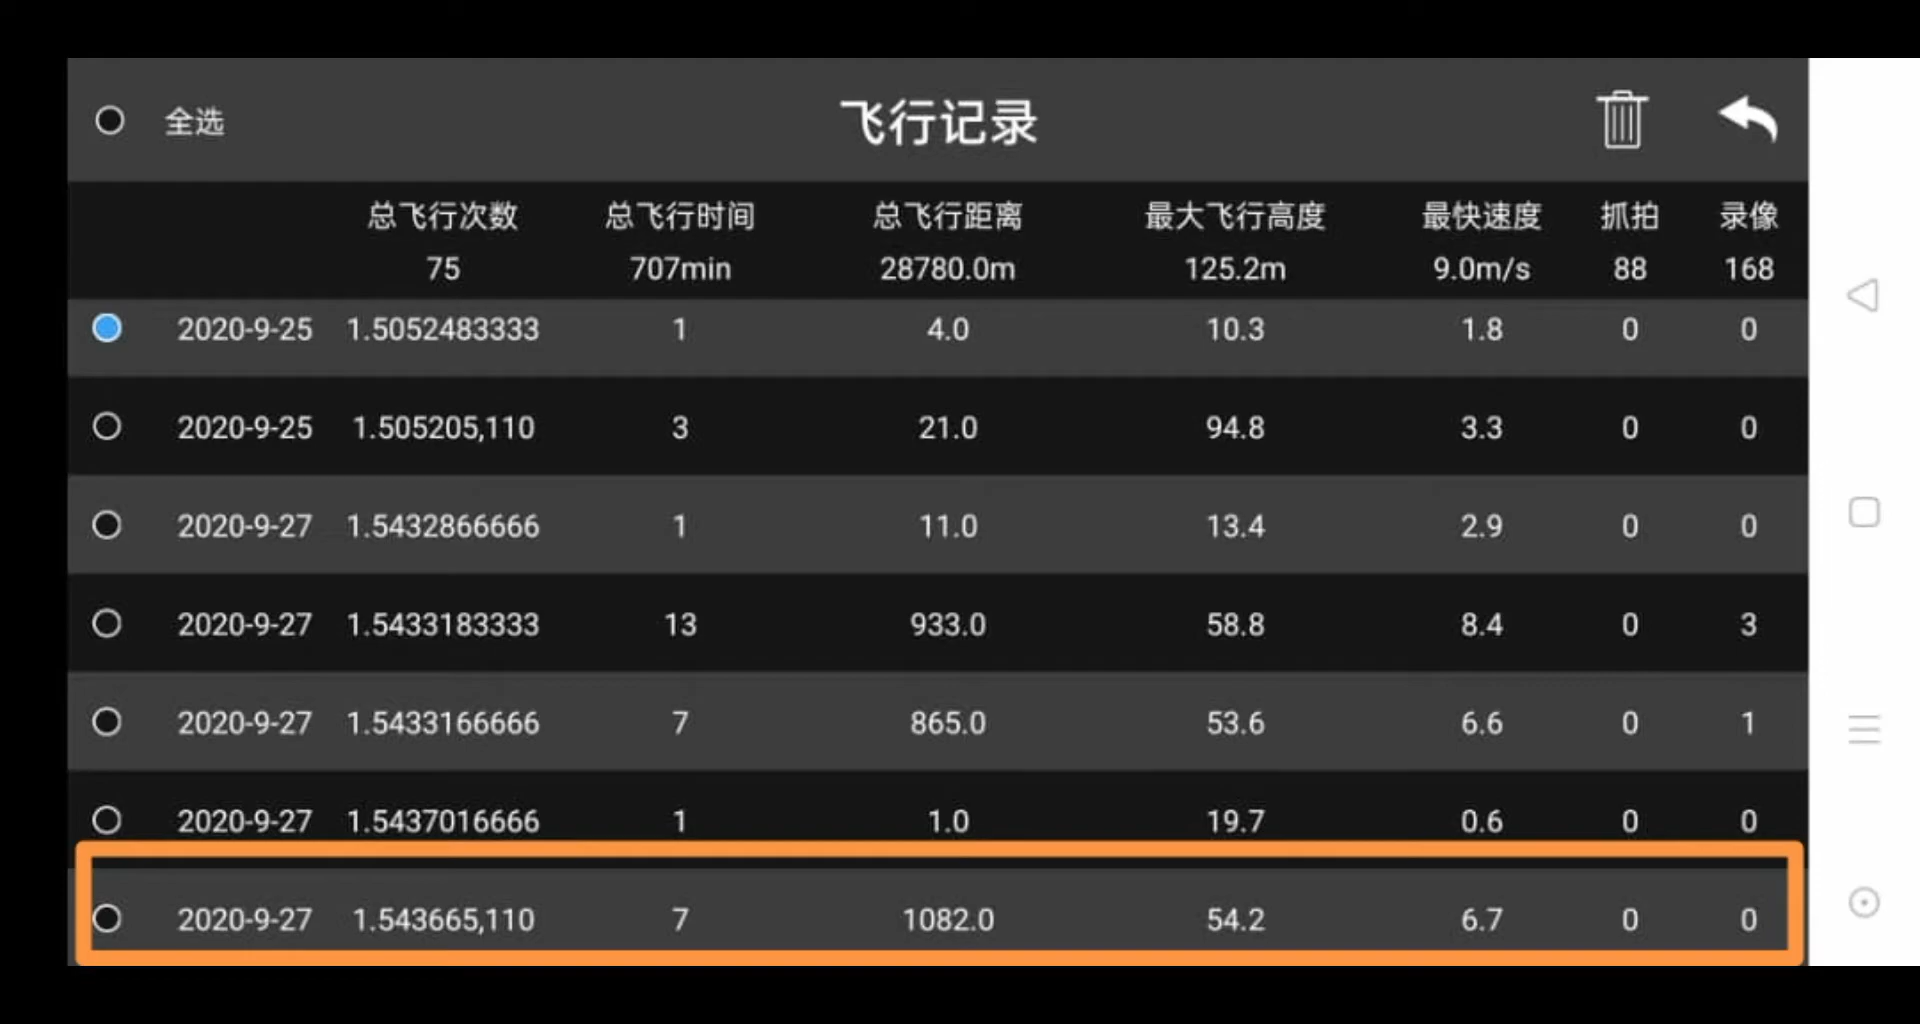 全选 飞行记录
总飞行次数 总飞行时间 总飞行距离 最大飞行高度 最快速度 抓拍 录像
75 707min 28780.0m 125.2m 9.0m/s 88 168
2020-9-25 1.5052483333 1 4.0 10.3 1.8 0 0
2020-9-25 1.505205,110 3 21.0 94.8 3.3 0 0
2020-9-27 1.5432866666 1 11.0 13.4 2.9 0 0
2020-9-27 1.5433183333 13 933.0 58.8 8.4 0 3
2020-9-27 1.5433166666 7 865.0 53.6 6.6 0 1
2020-9-27 1.5437016666 1 1.0 19.7 0.6 0 0
2020-9-27 1.543665,110 7 1082.0 54.2 6.7 0 0